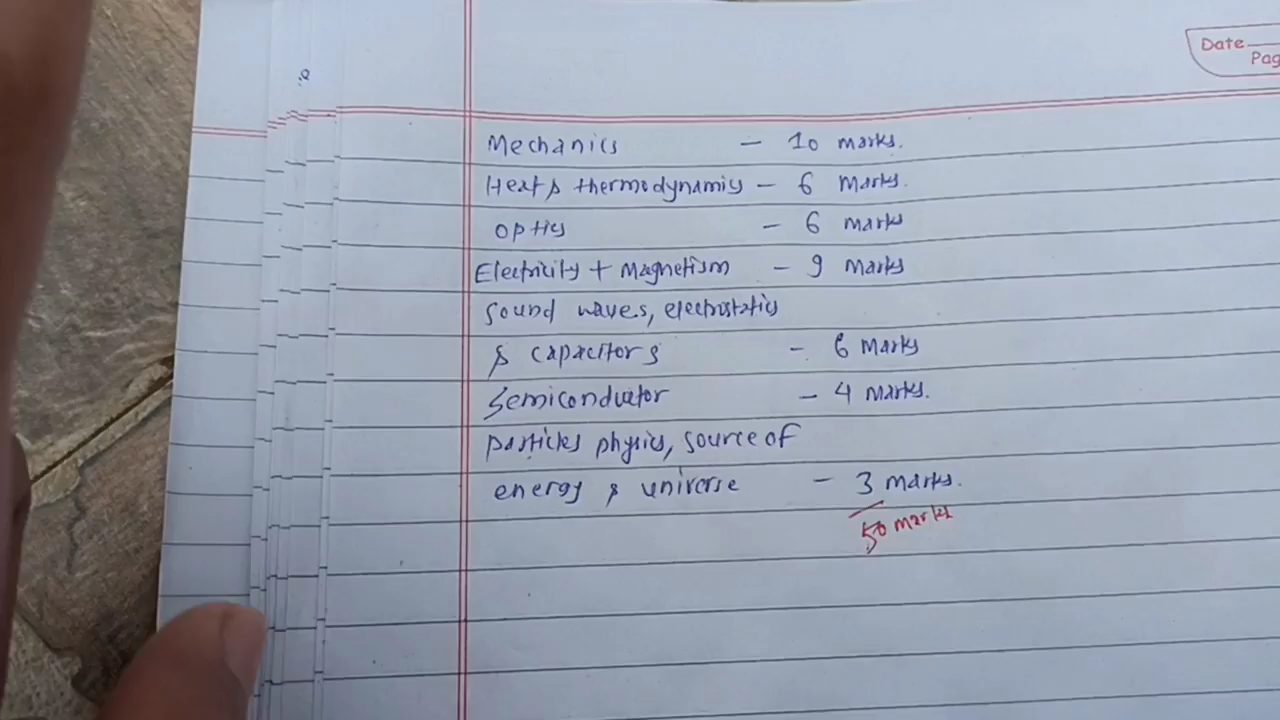 Date
Pag
Mechanics - 10 marks.
Heat & thermodynamics - 6 Marks.
optics - 6 mark
Electricity + Magnetism - 9 Marks
sound waves, electrostatics
& capacitors - 6 Marks
Semiconductor - 4 marks.
particles physics, source of
energy & universe - 3 marks.
50 marks